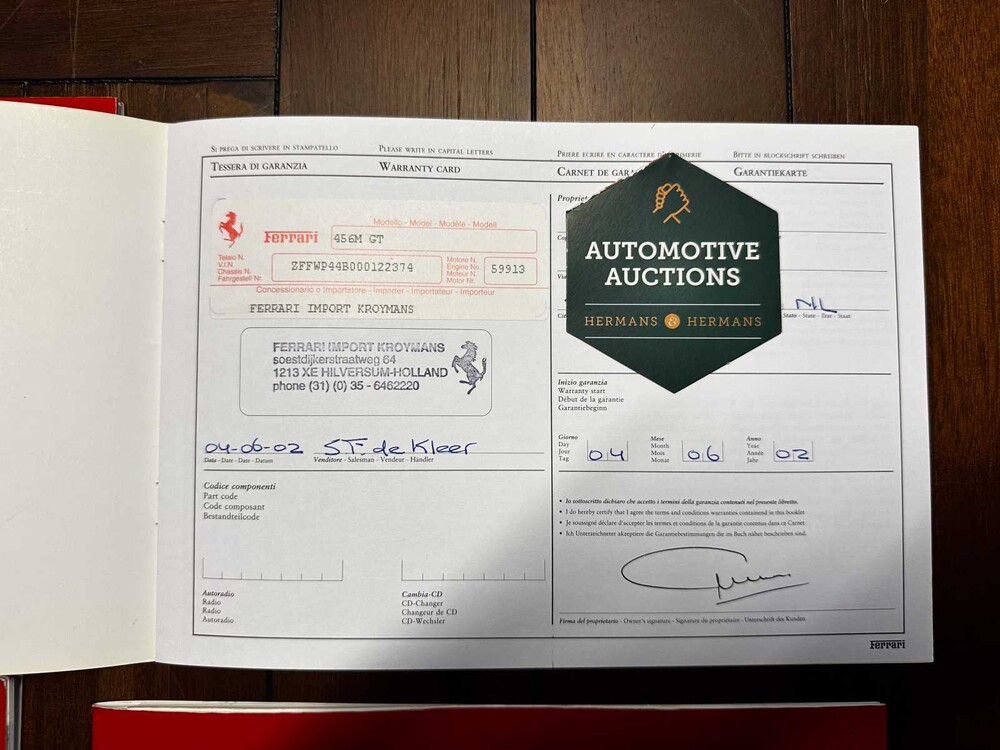 SI PREGA DI SCRIVERE IN STAMPATELLO
PLEASE WRITE IN CAPITAL LETTERS
PRIERE ECRIRE EN CARACTERE
BITTE IN BLOCKSCHRIFT SCHREIBEN
TESSERA DI GARANZIA
WARRANTY CARD
CARNET DE
GARANTIEKARTE
Modello - Model - Modèle - Modell
Ferrari 456M GT
Telaio N.
V.I.N.
Chassis N.
Fahrgestell Nr.
ZFFWP44B000122374
Motore N.
Engine No.
Moteur N.
Motor Nr.
59913
Concessionario o Importatore - Importer - Importateur - Importeur
FERRARI IMPORT KROYMANS
FERRARI IMPORT KROYMANS
soestdijkerstraatweg 64
1213 XE HILVERSUM-HOLLAND
phone (31) (0) 35 - 6462220
04-06-02 S.T. de Kleer
Data - Date - Date - Datum
Venditore - Salesman - Vendeur - Händler
Codice componenti
Part code
Code composant
Bestandteilcode
Autoradio
Radio
Radio
Autoradio
Cambia-CD
CD-Changer
Changeur de CD
CD-Wechsler
AUTOMOTIVE
AUCTIONS
HERMANS & HERMANS
NL
State - State - Etat - Staat
Inizio garanzia
Warranty start
Début de la garantie
Garantiebeginn
Giorno
Day
Jour
Tag
04
Mese
Month
Mois
Monat
06
Anno
Year
Année
Jahr
02
• Io sottoscritto dichiaro che accetto i termini della garanzia contenuti nel presente libretto.
• I do hereby certify that I agree the terms and conditions warranties containend in this booklet
• Je soussigné déclare d'accepter les termes et conditions de la garantie contenus dans ce Carnet.
• Ich Unterzeichneter akzeptiere die Garantiebestimmungen die im Buch näher beschrieben sind.
Firma del proprietario - Owner's signature - Signature du propriétaire - Unterschrift des Kunden
Ferrari